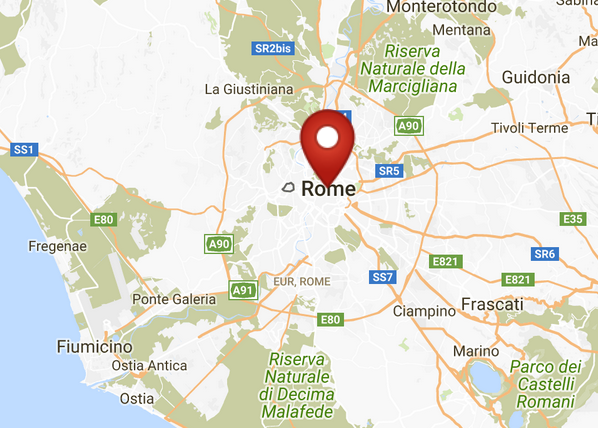 Monterotondo
Sabina
Mentana
SR2bis
Riserva
Naturale della
Marcigliana
Guidonia
La Giustiniana
A90
Tivoli Terme
SS1
SR5
Rome
E80
E35
Fregenae
A90
SR6
E821
SS7
E821
EUR, ROME
A91
Ponte Galeria
Frascati
Ciampino
E80
Fiumicino
Marino
Ostia Antica
Riserva
Naturale
di Decima
Malafede
Parco dei
Castelli
Romani
Ostia